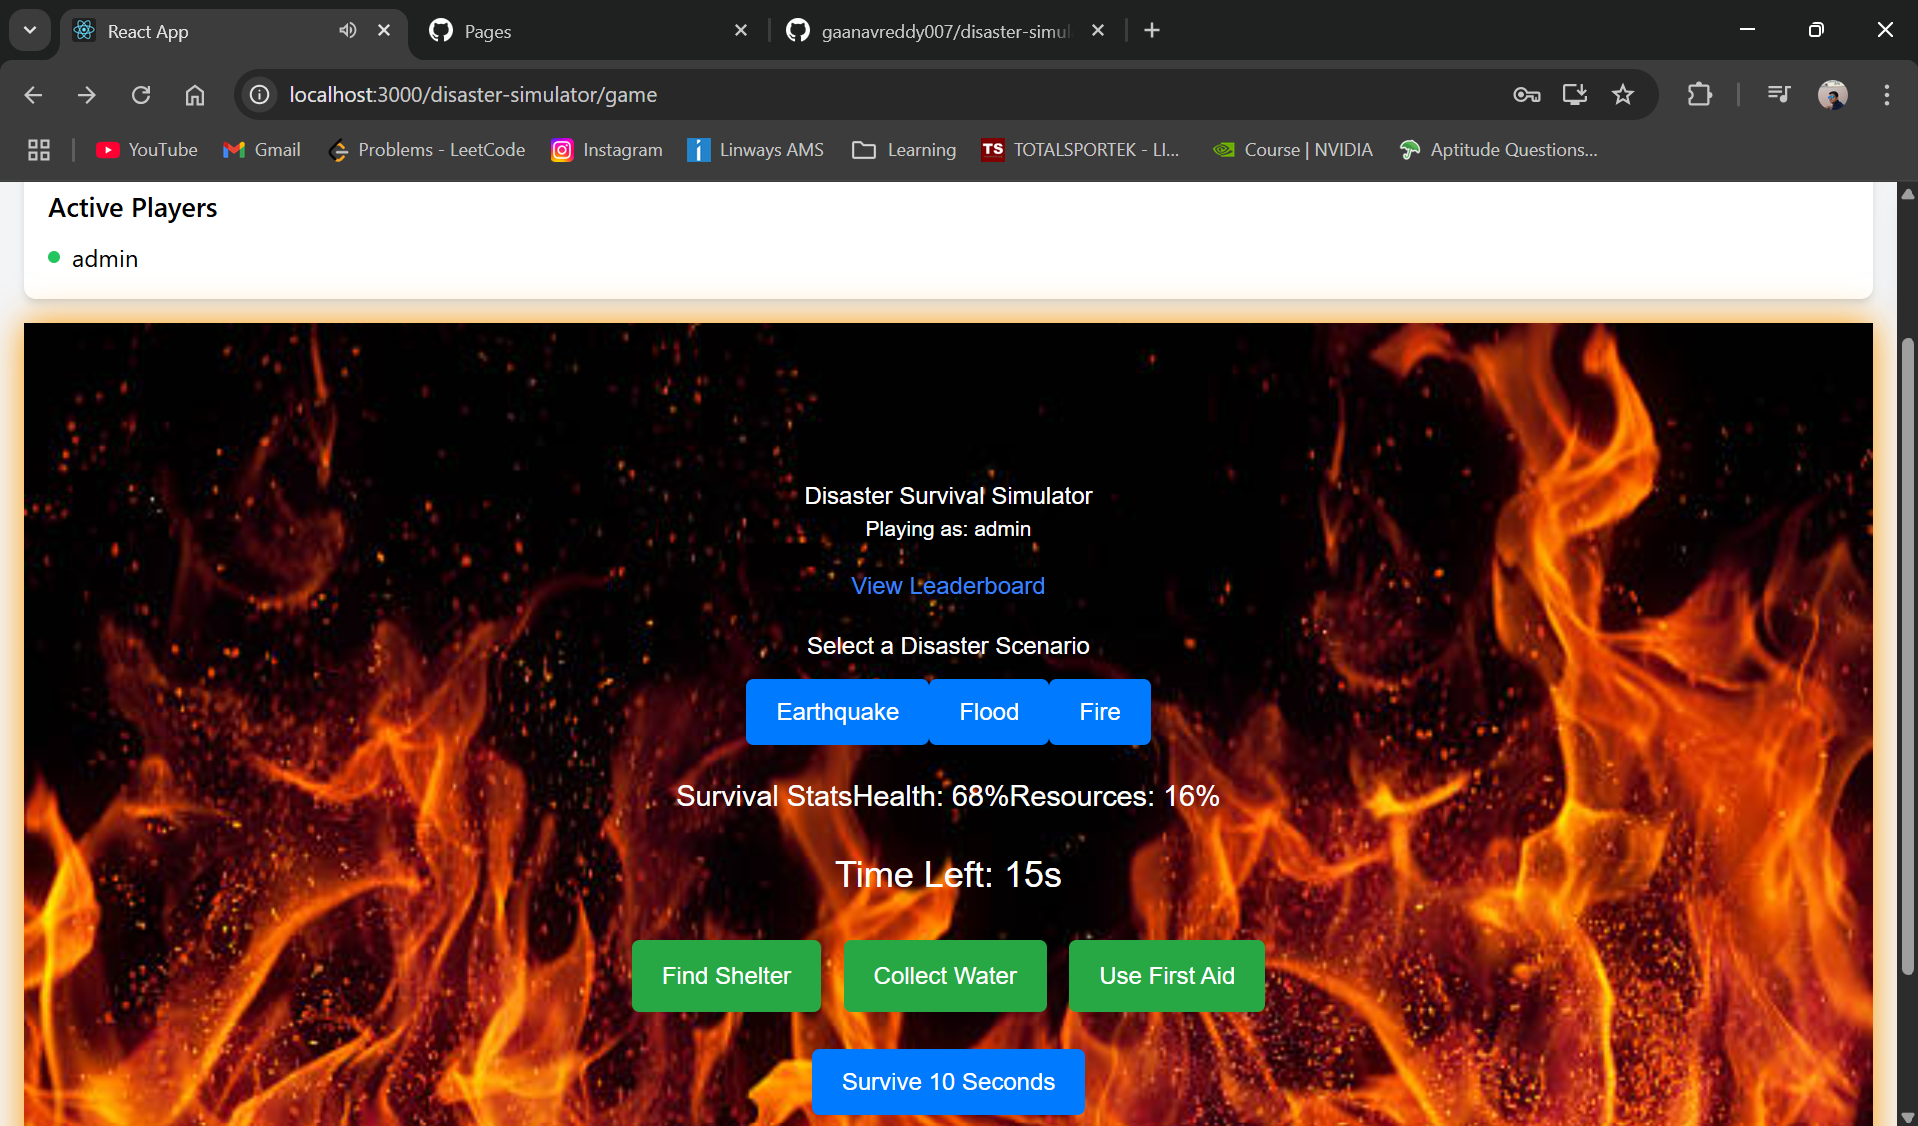 React App
Pages
gaanavreddy007/disaster-simul
localhost:3000/disaster-simulator/game
YouTube
Gmail
Problems - LeetCode
Instagram
Linways AMS
Learning
TS
TOTALSPORTEK - LI...
Course | NVIDIA
Aptitude Questions...
Active Players
admin
Disaster Survival Simulator
Playing as: admin
View Leaderboard
Select a Disaster Scenario
Earthquake
Flood
Fire
Survival StatsHealth: 68%Resources: 16%
Time Left: 15s
Find Shelter
Collect Water
Use First Aid
Survive 10 Seconds